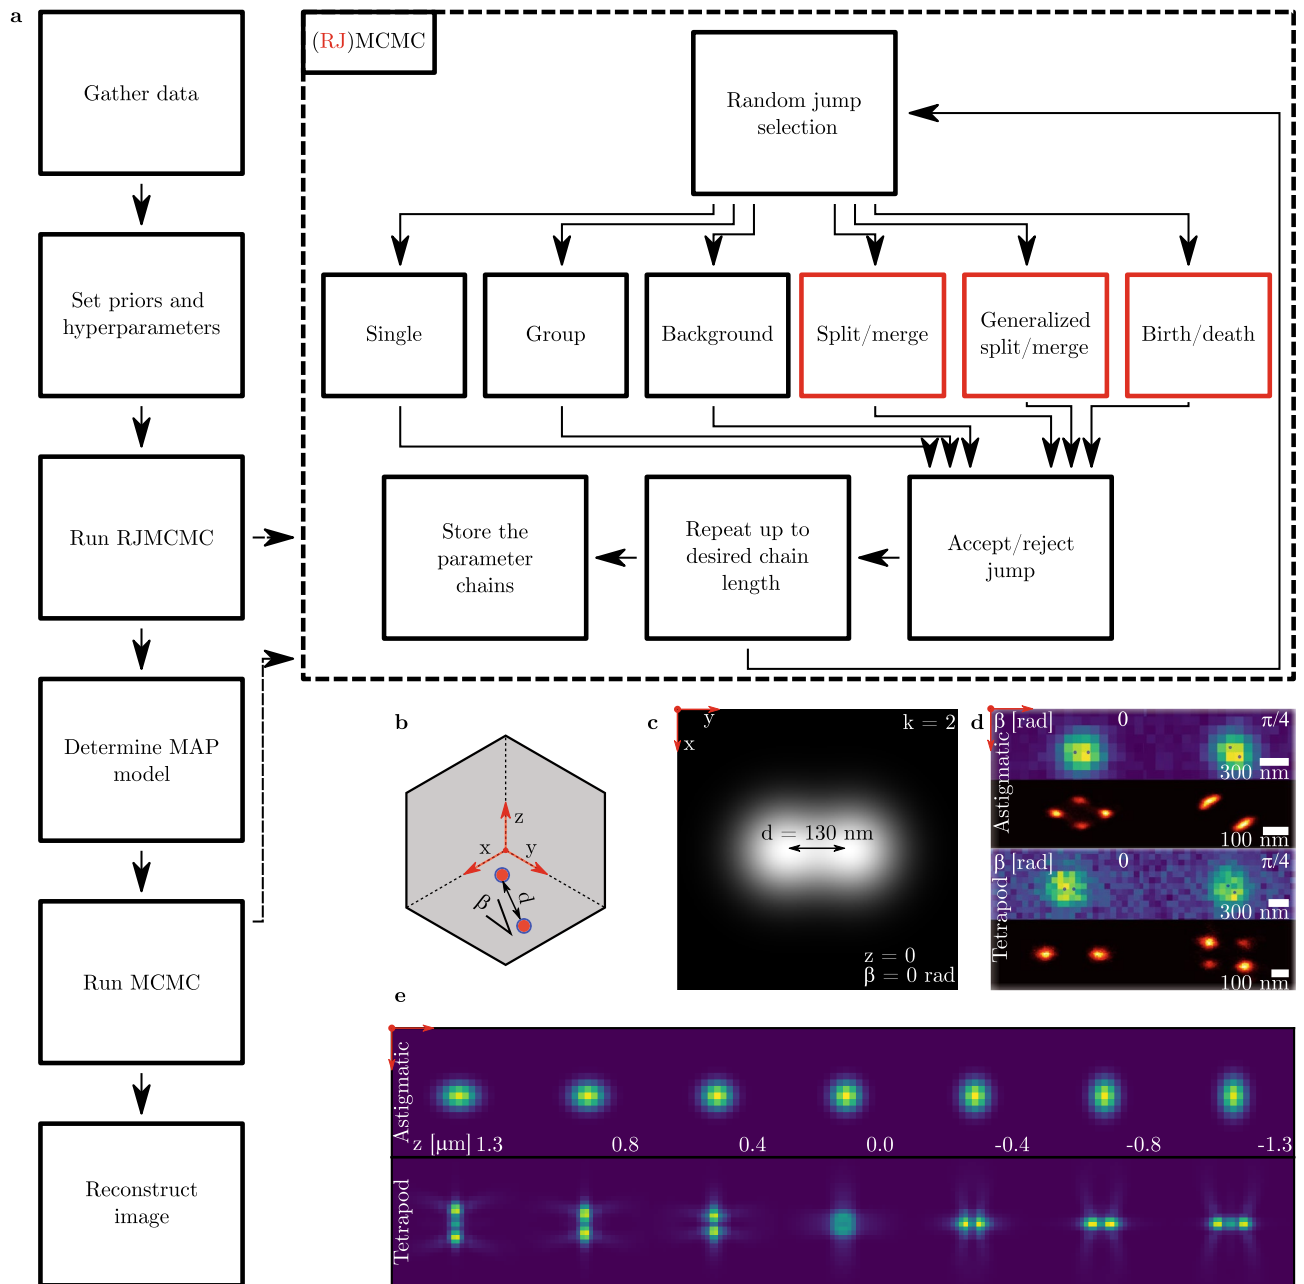 a
Gather data
Set priors and
hyperparameters
Run RJMCMC
Determine MAP
model
Run MCMC
Reconstruct
image
(RJ)MCMC
Random jump
selection
Single
Group
Background
Split/merge
Generalized
split/merge
Birth/death
Store the
parameter
chains
Repeat up to
desired chain
length
Accept/reject
jump
b
z
x
y
β
d
c
y
x
k = 2
d = 130 nm
z = 0
β = 0 rad
d
β [rad]
0
π/4
Astigmatic
300 nm
100 nm
β [rad]
0
π/4
Tetrapod
300 nm
100 nm
e
Astigmatic
z [μm] 1.3
0.8
0.4
0.0
-0.4
-0.8
-1.3
Tetrapod